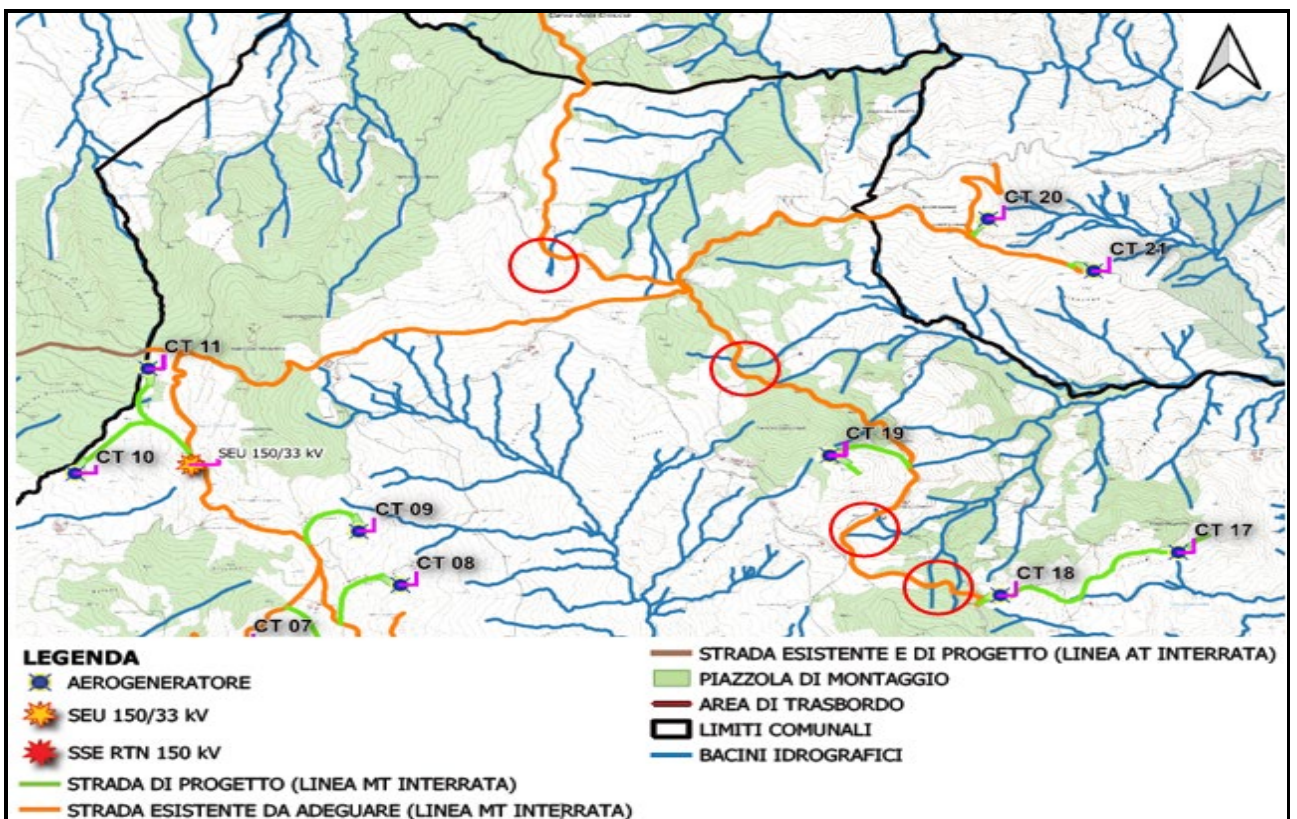 CT 20
CT 21
CT 11
CT 19
CT 10
SEU 150/33 kV
CT 09
CT 17
CT 08
CT 18
CT 07
LEGENDA
AEROGENERATORE
SEU 150/33 kV
SSE RTN 150 kV
STRADA DI PROGETTO (LINEA MT INTERRATA)
STRADA ESISTENTE DA ADEGUARE (LINEA MT INTERRATA)
STRADA ESISTENTE E DI PROGETTO (LINEA AT INTERRATA)
PIAZZOLA DI MONTAGGIO
AREA DI TRASBORDO
LIMITI COMUNALI
BACINI IDROGRAFICI